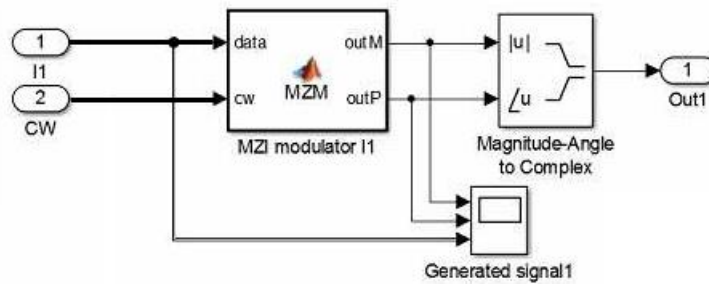 1
I1
2
CW
data
cw
MZM
outM
outP
MZI modulator I1
|u|
∠u
Magnitude-Angle
to Complex
1
Out1
Generated signal1